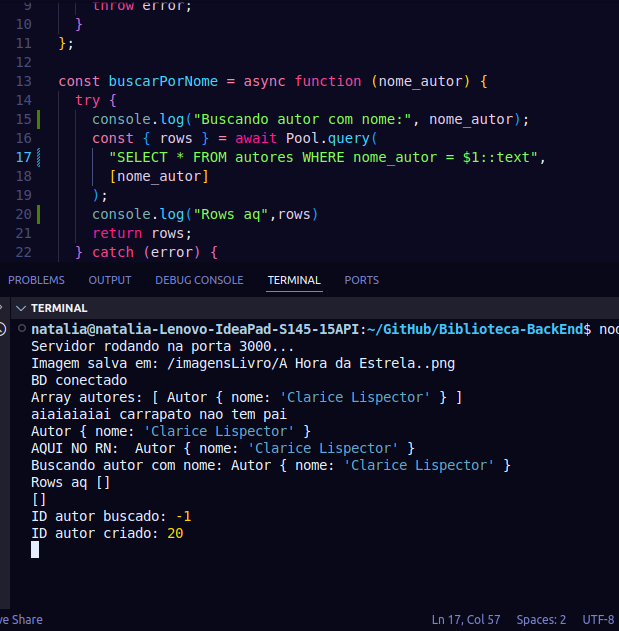 9 throw error;
10 }
11 };
12
13 const buscarPorNome = async function (nome_autor) {
14 try {
15 console.log("Buscando autor com nome:", nome_autor);
16 const { rows } = await Pool.query(
17 "SELECT * FROM autores WHERE nome_autor = $1::text",
18 [nome_autor]
19 );
20 console.log("Rows aq",rows)
21 return rows;
22 } catch (error) {
PROBLEMS OUTPUT DEBUG CONSOLE TERMINAL PORTS
TERMINAL
natalia@natalia-Lenovo-IdeaPad-S145-15API:~/GitHub/Biblioteca-BackEnd$ nod
Servidor rodando na porta 3000...
Imagem salva em: /imagensLivro/A Hora da Estrela..png
BD conectado
Array autores: [ Autor { nome: 'Clarice Lispector' } ]
aiaiaiaiai carrapato nao tem pai
Autor { nome: 'Clarice Lispector' }
AQUI NO RN:  Autor { nome: 'Clarice Lispector' }
Buscando autor com nome: Autor { nome: 'Clarice Lispector' }
Rows aq []
[]
ID autor buscado: -1
ID autor criado: 20
ve Share Ln 17, Col 57 Spaces: 2 UTF-8